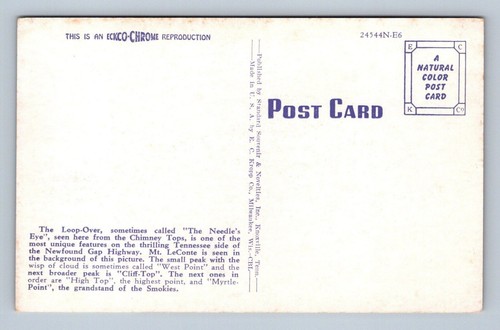 THIS IS AN ECKCO-CHROME REPRODUCTION
24344N-E6
E C
A
NATURAL
COLOR
POST
CARD
K Co
POST CARD
—Published by Standard Souvenir & Novelties, Inc., Knoxville, Tenn.
Made in U. S. A. by E. C. Kropp Co., Milwaukee, Wis.—CHL
The Loop-Over, sometimes called "The Needle's
Eye", seen here from the Chimney Tops, is one of the
most unique features on the thrilling Tennessee side of
the Newfound Gap Highway. Mt. LeConte is seen in
the background of this picture. The small peak with the
wisp of cloud is sometimes called "West Point" and the
next broader peak is "Cliff-Top". The next ones in
order are "High Top", the highest point, and "Myrtle-
Point", the grandstand of the Smokies.